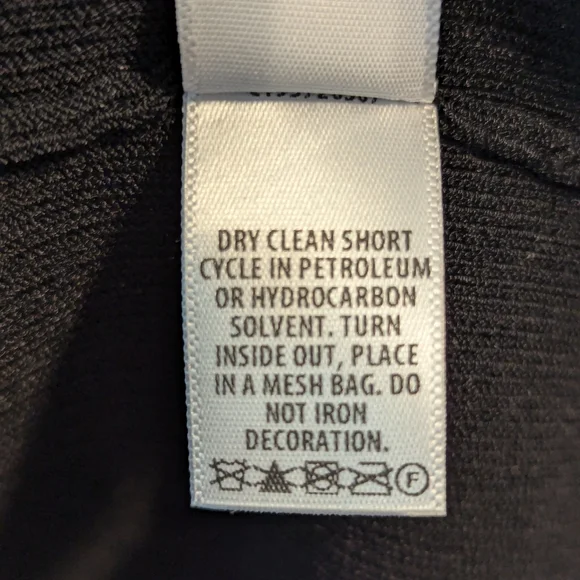 DRY CLEAN SHORT
CYCLE IN PETROLEUM
OR HYDROCARBON
SOLVENT. TURN
INSIDE OUT, PLACE
IN A MESH BAG. DO
NOT IRON
DECORATION.
F